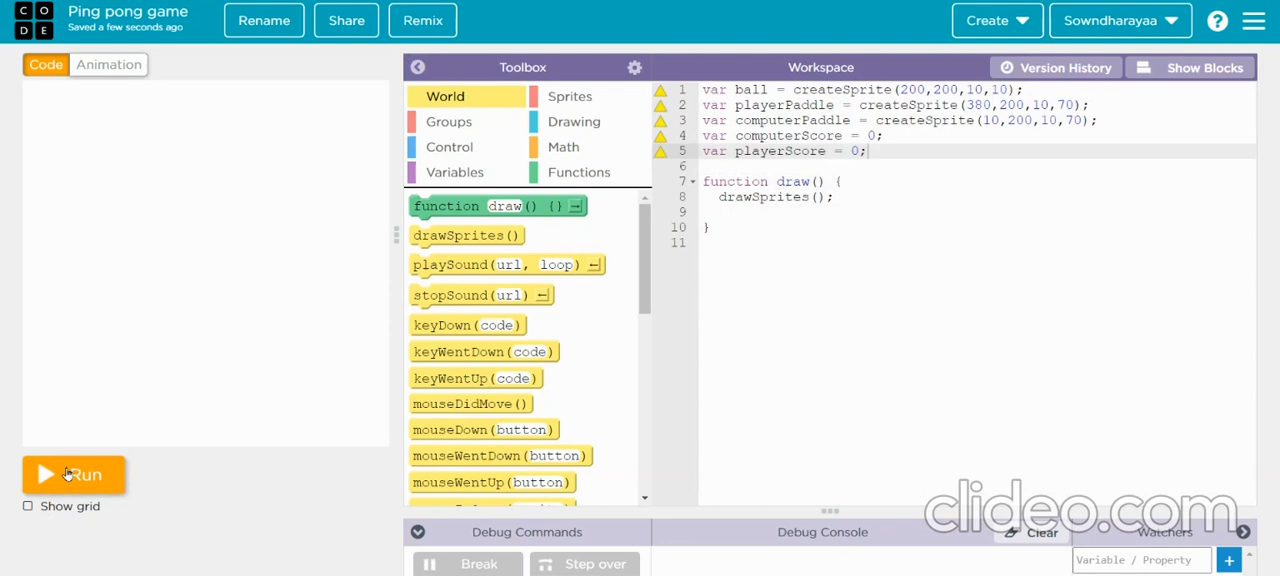 C O
D E
Ping pong game
Saved a few seconds ago
Rename
Share
Remix
Create
Sowndharayaa
?
Code
Animation
Toolbox
Workspace
Version History
Show Blocks
World
Sprites
Groups
Drawing
Control
Math
Variables
Functions
function draw() {}
drawSprites()
playSound(url, loop)
stopSound(url)
keyDown(code)
keyWentDown(code)
keyWentUp(code)
mouseDidMove()
mouseDown(button)
mouseWentDown(button)
mouseWentUp(button)
1 var ball = createSprite(200,200,10,10);
2 var playerPaddle = createSprite(380,200,10,70);
3 var computerPaddle = createSprite(10,200,10,70);
4 var computerScore = 0;
5 var playerScore = 0;
6
7 function draw() {
8 drawSprites();
9
10 }
11
Run
Show grid
clideo.com
Debug Commands
Debug Console
Clear
Watchers
Break
Step over
Variable / Property
+